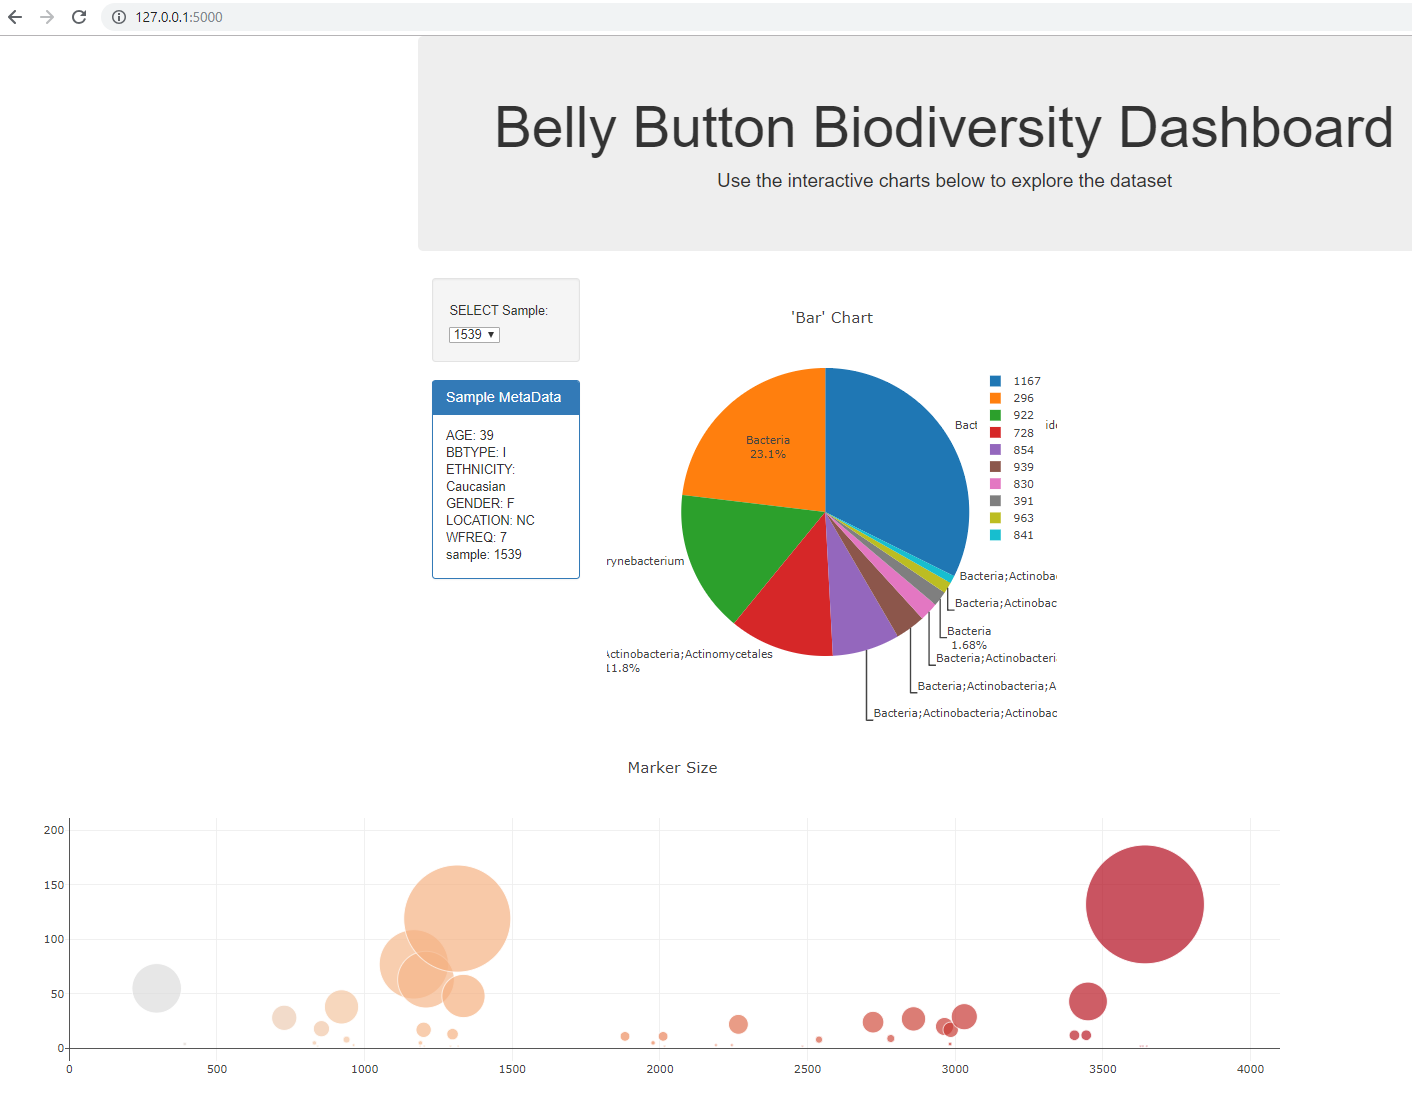 127.0.0.1:5000
Belly Button Biodiversity Dashboard
Use the interactive charts below to explore the dataset
SELECT Sample:
1539
Sample MetaData
AGE: 39
BBTYPE: I
ETHNICITY:
Caucasian
GENDER: F
LOCATION: NC
WFREQ: 7
sample: 1539
'Bar' Chart
Bacteria
23.1%
Bact
ide
rynebacterium
Actinobacteria;Actinomycetales
11.8%
Bacteria;Actinoba
Bacteria;Actinobac
Bacteria
1.68%
Bacteria;Actinobacteri
Bacteria;Actinobacteria;A
Bacteria;Actinobacteria;Actinobac
1167
296
922
728
854
939
830
391
963
841
Marker Size
200
150
100
50
0
0 500 1000 1500 2000 2500 3000 3500 4000